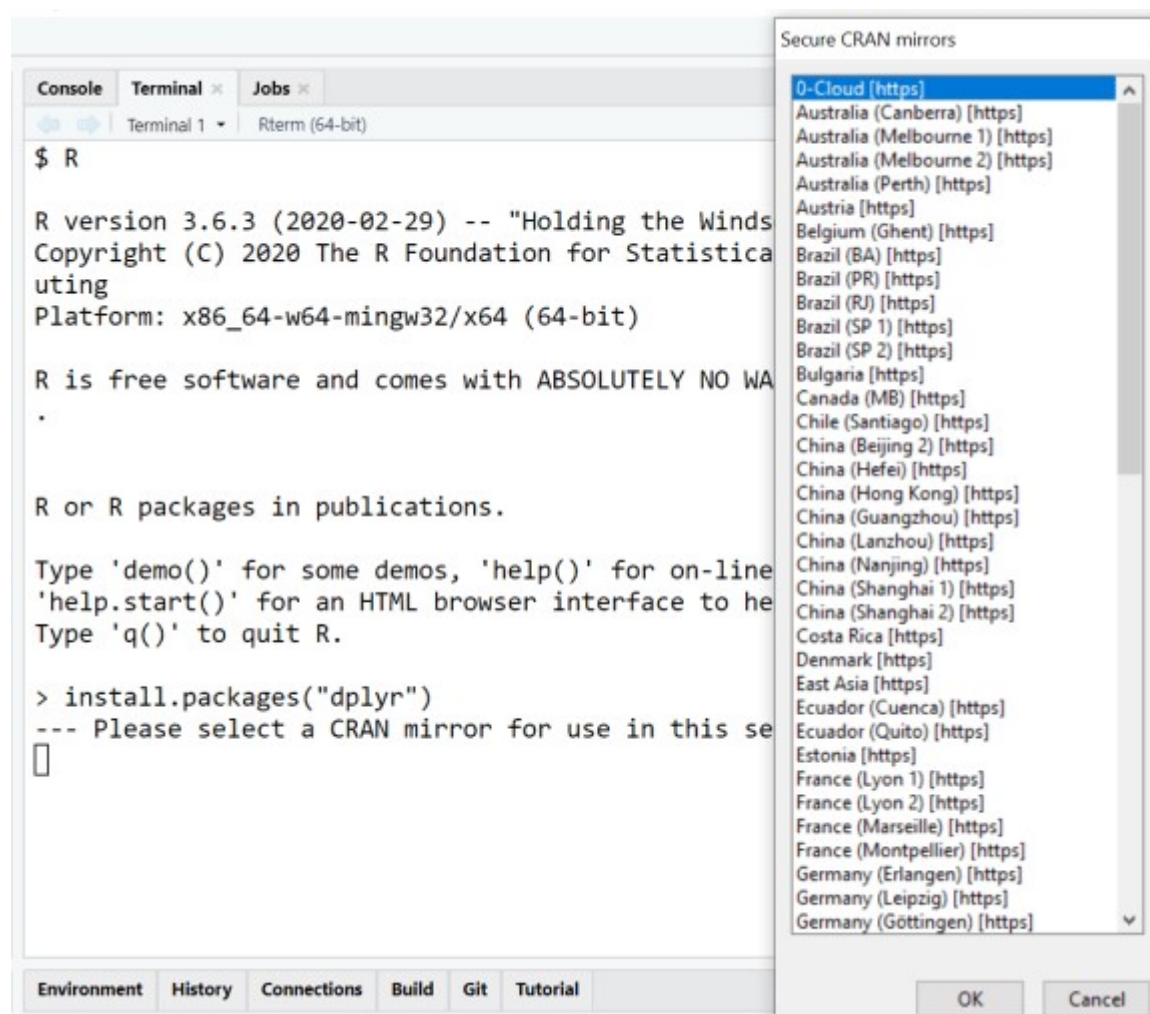 Secure CRAN mirrors
Console Terminal Jobs
Terminal 1 Rterm (64-bit)
$ R
R version 3.6.3 (2020-02-29) -- "Holding the Winds
Copyright (C) 2020 The R Foundation for Statistica
uting
Platform: x86_64-w64-mingw32/x64 (64-bit)
R is free software and comes with ABSOLUTELY NO WA
.
R or R packages in publications.
Type 'demo()' for some demos, 'help()' for on-line
'help.start()' for an HTML browser interface to he
Type 'q()' to quit R.
> install.packages("dplyr")
--- Please select a CRAN mirror for use in this se
0-Cloud [https]
Australia (Canberra) [https]
Australia (Melbourne 1) [https]
Australia (Melbourne 2) [https]
Australia (Perth) [https]
Austria [https]
Belgium (Ghent) [https]
Brazil (BA) [https]
Brazil (PR) [https]
Brazil (RJ) [https]
Brazil (SP 1) [https]
Brazil (SP 2) [https]
Bulgaria [https]
Canada (MB) [https]
Chile (Santiago) [https]
China (Beijing 2) [https]
China (Hefei) [https]
China (Hong Kong) [https]
China (Guangzhou) [https]
China (Lanzhou) [https]
China (Nanjing) [https]
China (Shanghai 1) [https]
China (Shanghai 2) [https]
Costa Rica [https]
Denmark [https]
East Asia [https]
Ecuador (Cuenca) [https]
Ecuador (Quito) [https]
Estonia [https]
France (Lyon 1) [https]
France (Lyon 2) [https]
France (Marseille) [https]
France (Montpellier) [https]
Germany (Erlangen) [https]
Germany (Leipzig) [https]
Germany (Göttingen) [https]
OK Cancel
Environment History Connections Build Git Tutorial